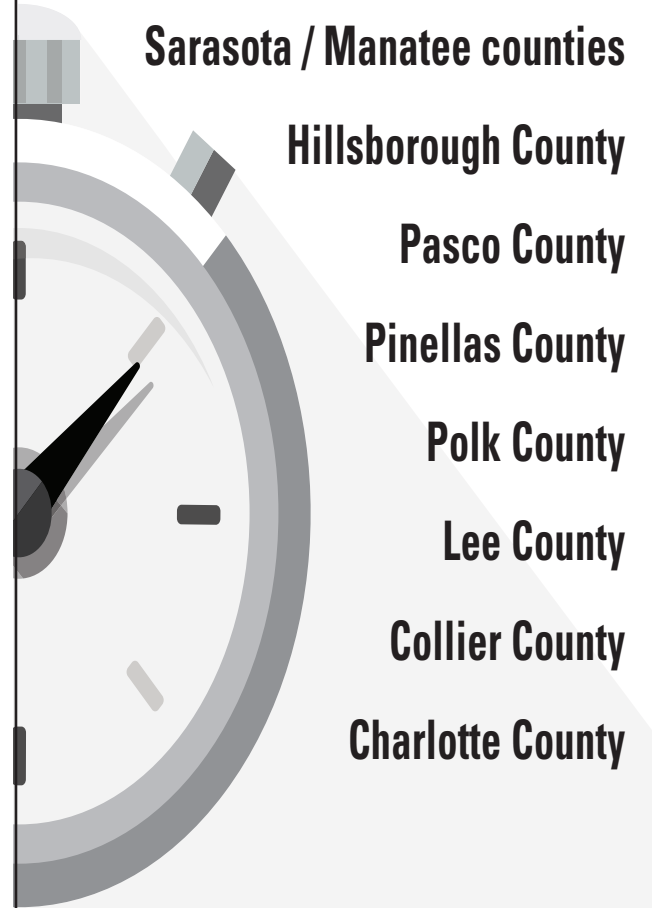 Sarasota / Manatee counties
Hillsborough County
Pasco County
Pinellas County
Polk County
Lee County
Collier County
Charlotte County